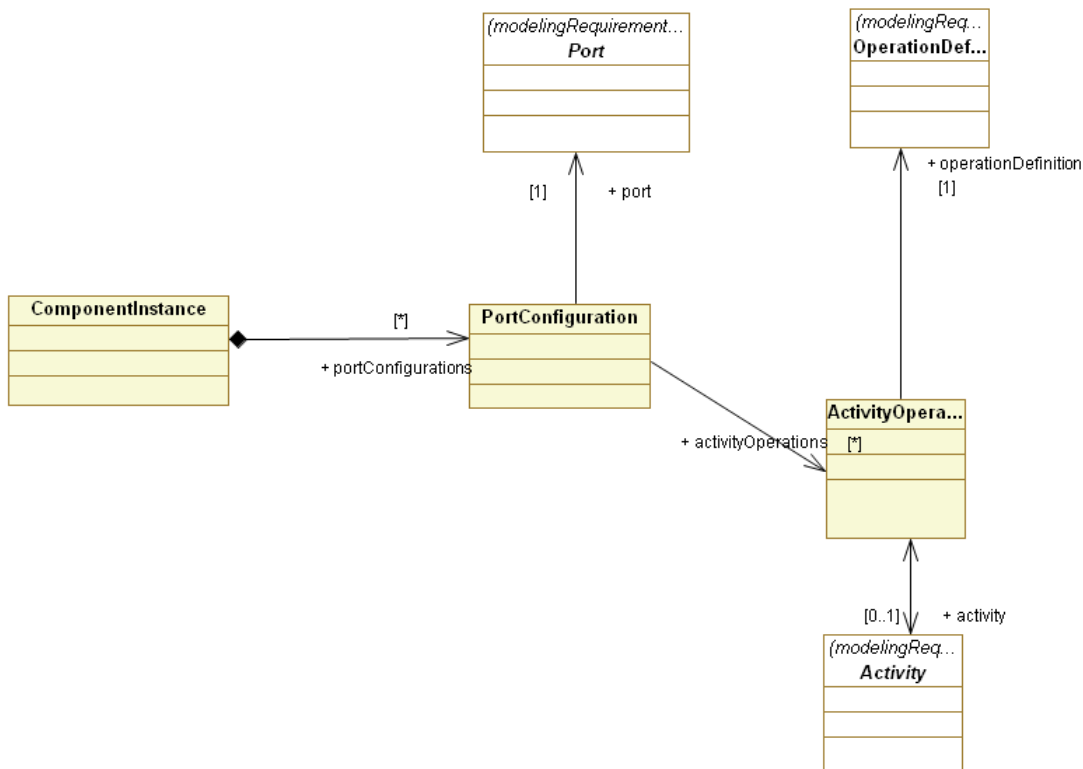 (modelingRequirement...
Port
(modelingReq...
OperationDef...
+ operationDefinition
[1]
[1] + port
ComponentInstance
[*]
+ portConfigurations
PortConfiguration
+ activityOperations [*]
ActivityOpera...
[0..1] + activity
(modelingReq...
Activity